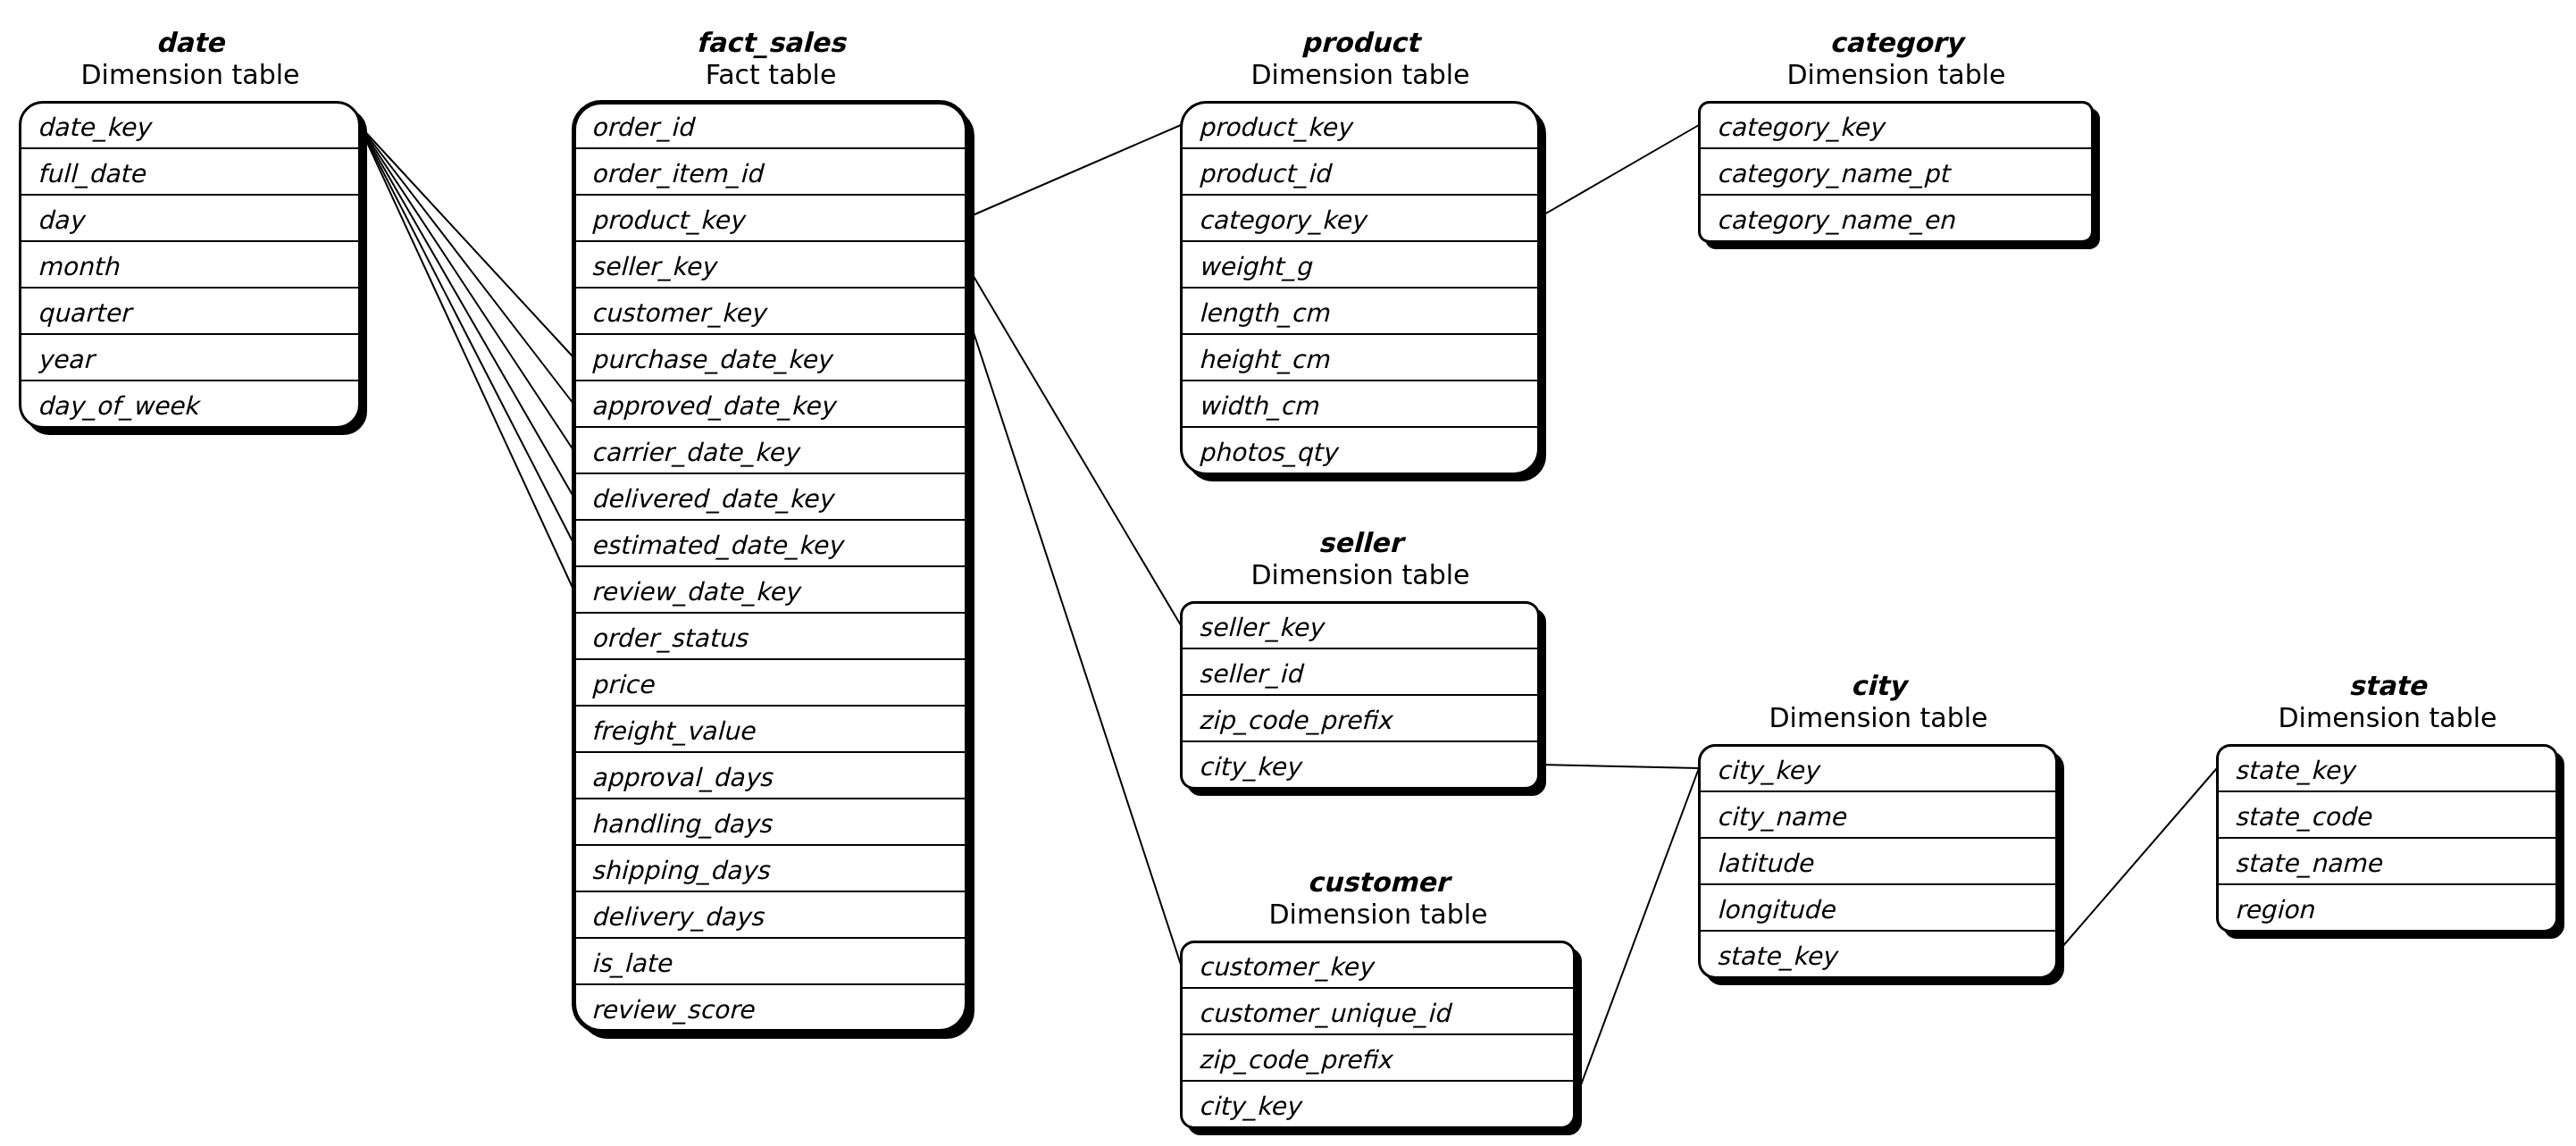 date
Dimension table
date_key
full_date
day
month
quarter
year
day_of_week
fact_sales
Fact table
order_id
order_item_id
product_key
seller_key
customer_key
purchase_date_key
approved_date_key
carrier_date_key
delivered_date_key
estimated_date_key
review_date_key
order_status
price
freight_value
approval_days
handling_days
shipping_days
delivery_days
is_late
review_score
product
Dimension table
product_key
product_id
category_key
weight_g
length_cm
height_cm
width_cm
photos_qty
category
Dimension table
category_key
category_name_pt
category_name_en
seller
Dimension table
seller_key
seller_id
zip_code_prefix
city_key
customer
Dimension table
customer_key
customer_unique_id
zip_code_prefix
city_key
city
Dimension table
city_key
city_name
latitude
longitude
state_key
state
Dimension table
state_key
state_code
state_name
region